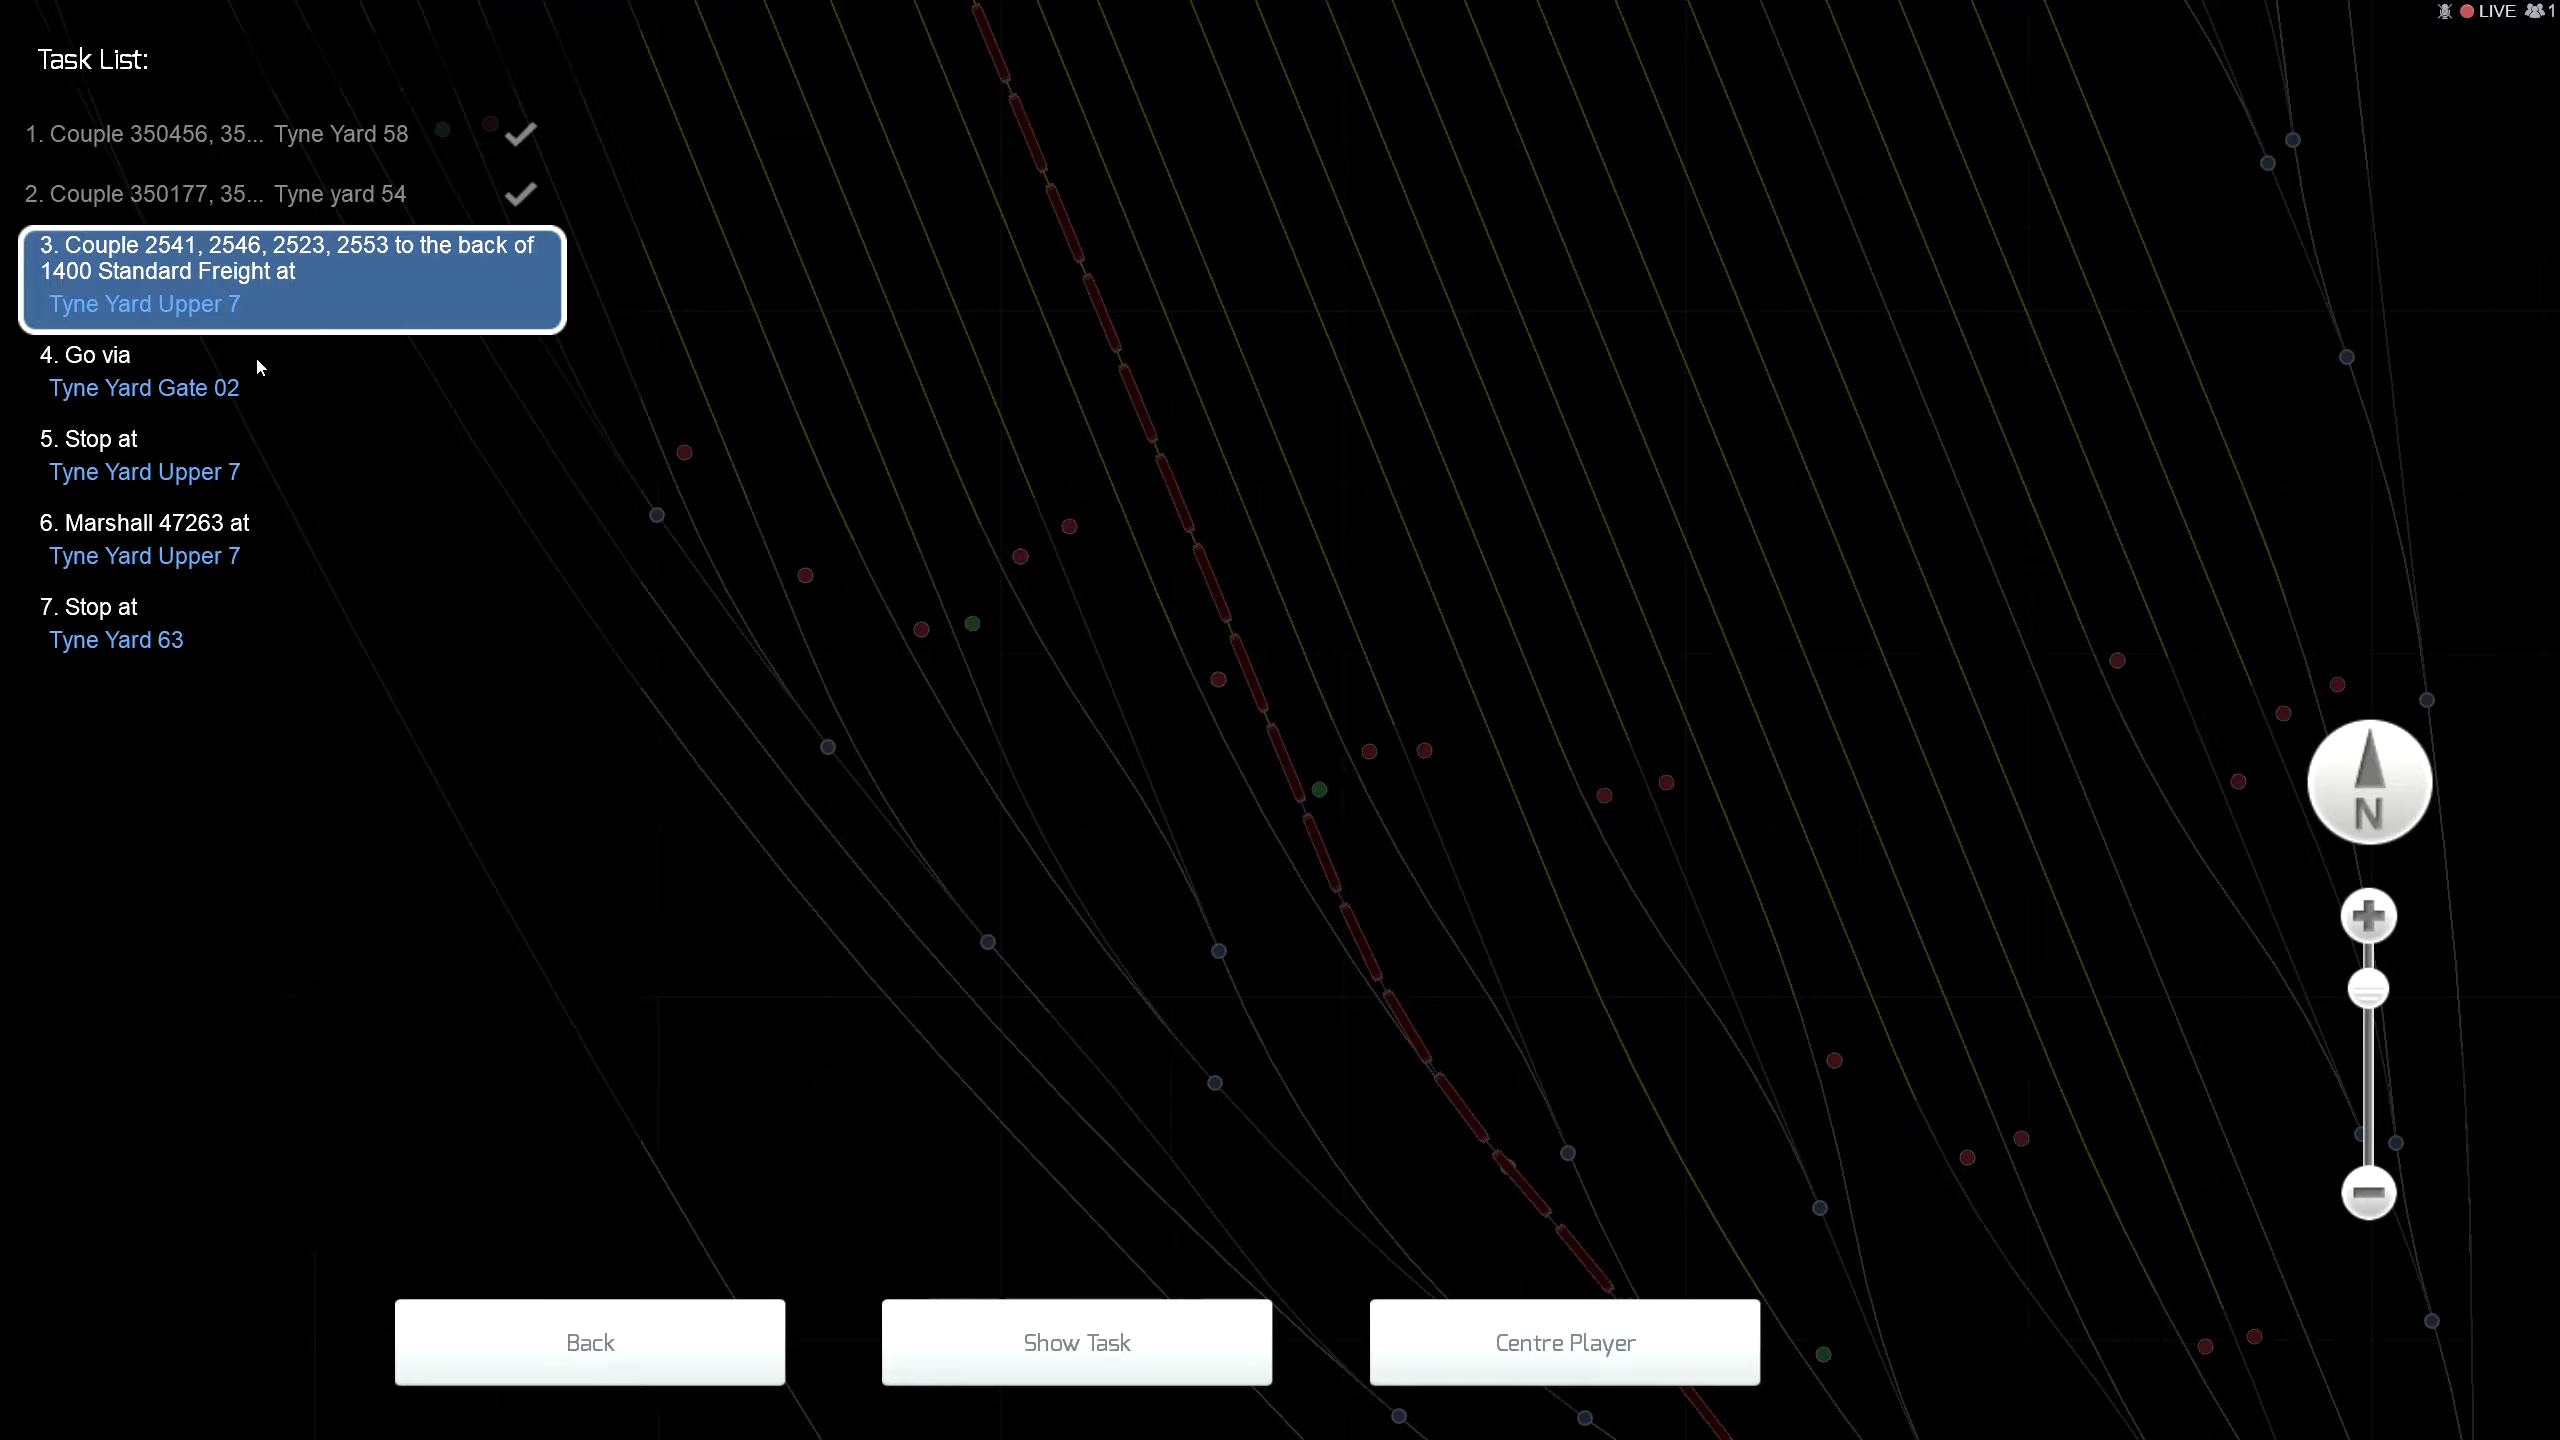 LIVE 1
Task List:
1. Couple 350456, 35... Tyne Yard 58
2. Couple 350177, 35... Tyne yard 54
3. Couple 2541, 2546, 2523, 2553 to the back of
1400 Standard Freight at
Tyne Yard Upper 7
4. Go via
Tyne Yard Gate 02
5. Stop at
Tyne Yard Upper 7
6. Marshall 47263 at
Tyne Yard Upper 7
7. Stop at
Tyne Yard 63
N
Back
Show Task
Centre Player